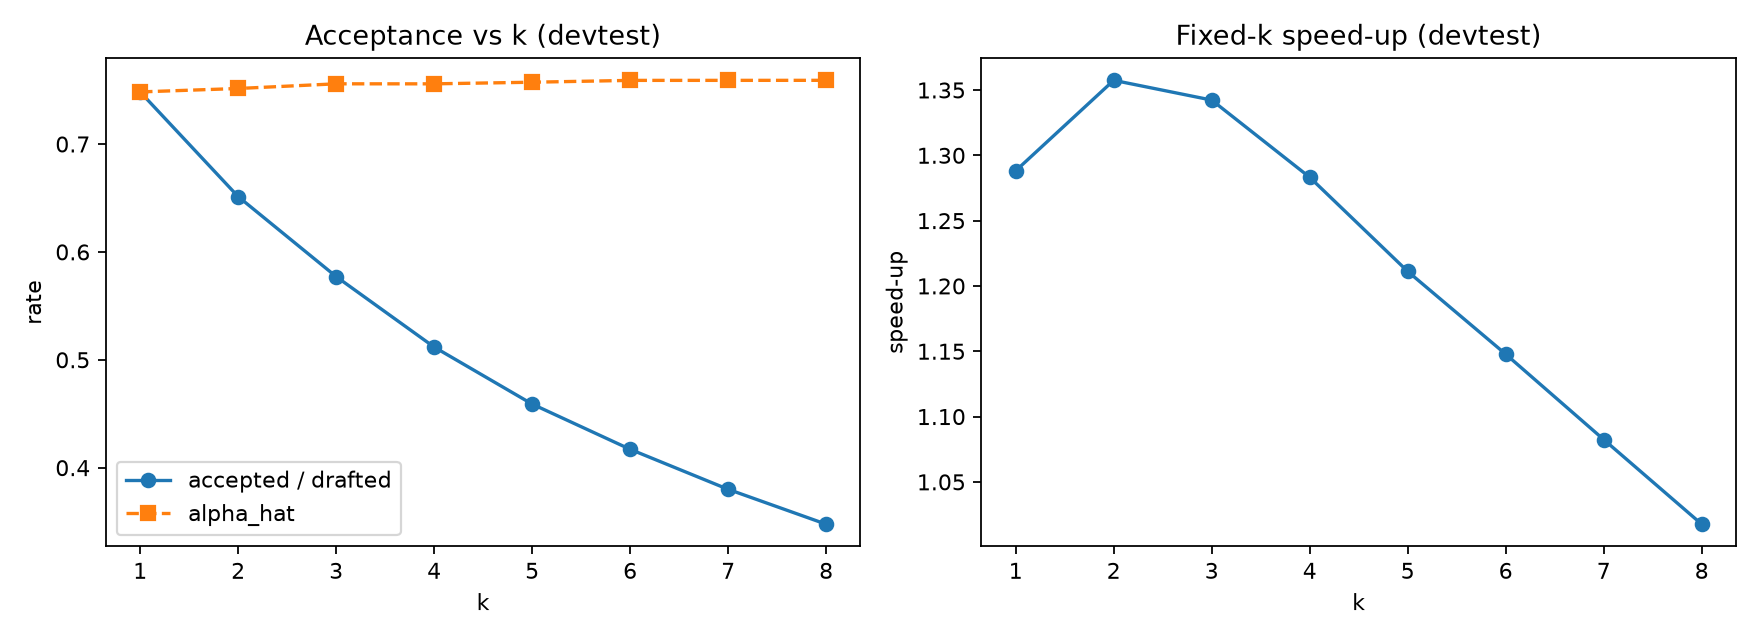 Acceptance vs k (devtest)
rate
0.7
0.6
0.5
0.4
accepted / drafted
alpha_hat
1 2 3 4 5 6 7 8
k
Fixed-k speed-up (devtest)
speed-up
1.35
1.30
1.25
1.20
1.15
1.10
1.05
1 2 3 4 5 6 7 8
k